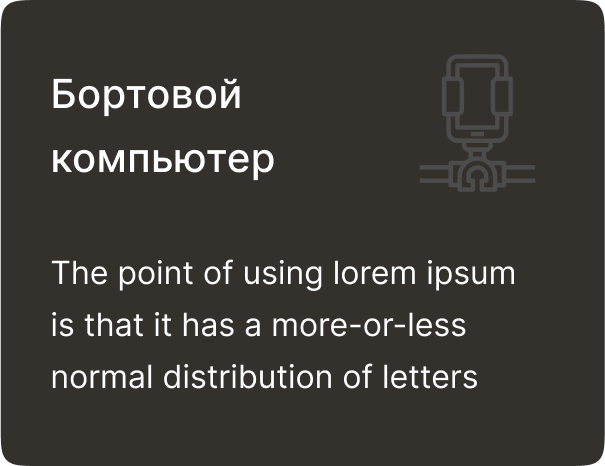 Бортовой
компьютер
The point of using lorem ipsum
is that it has a more-or-less
normal distribution of letters